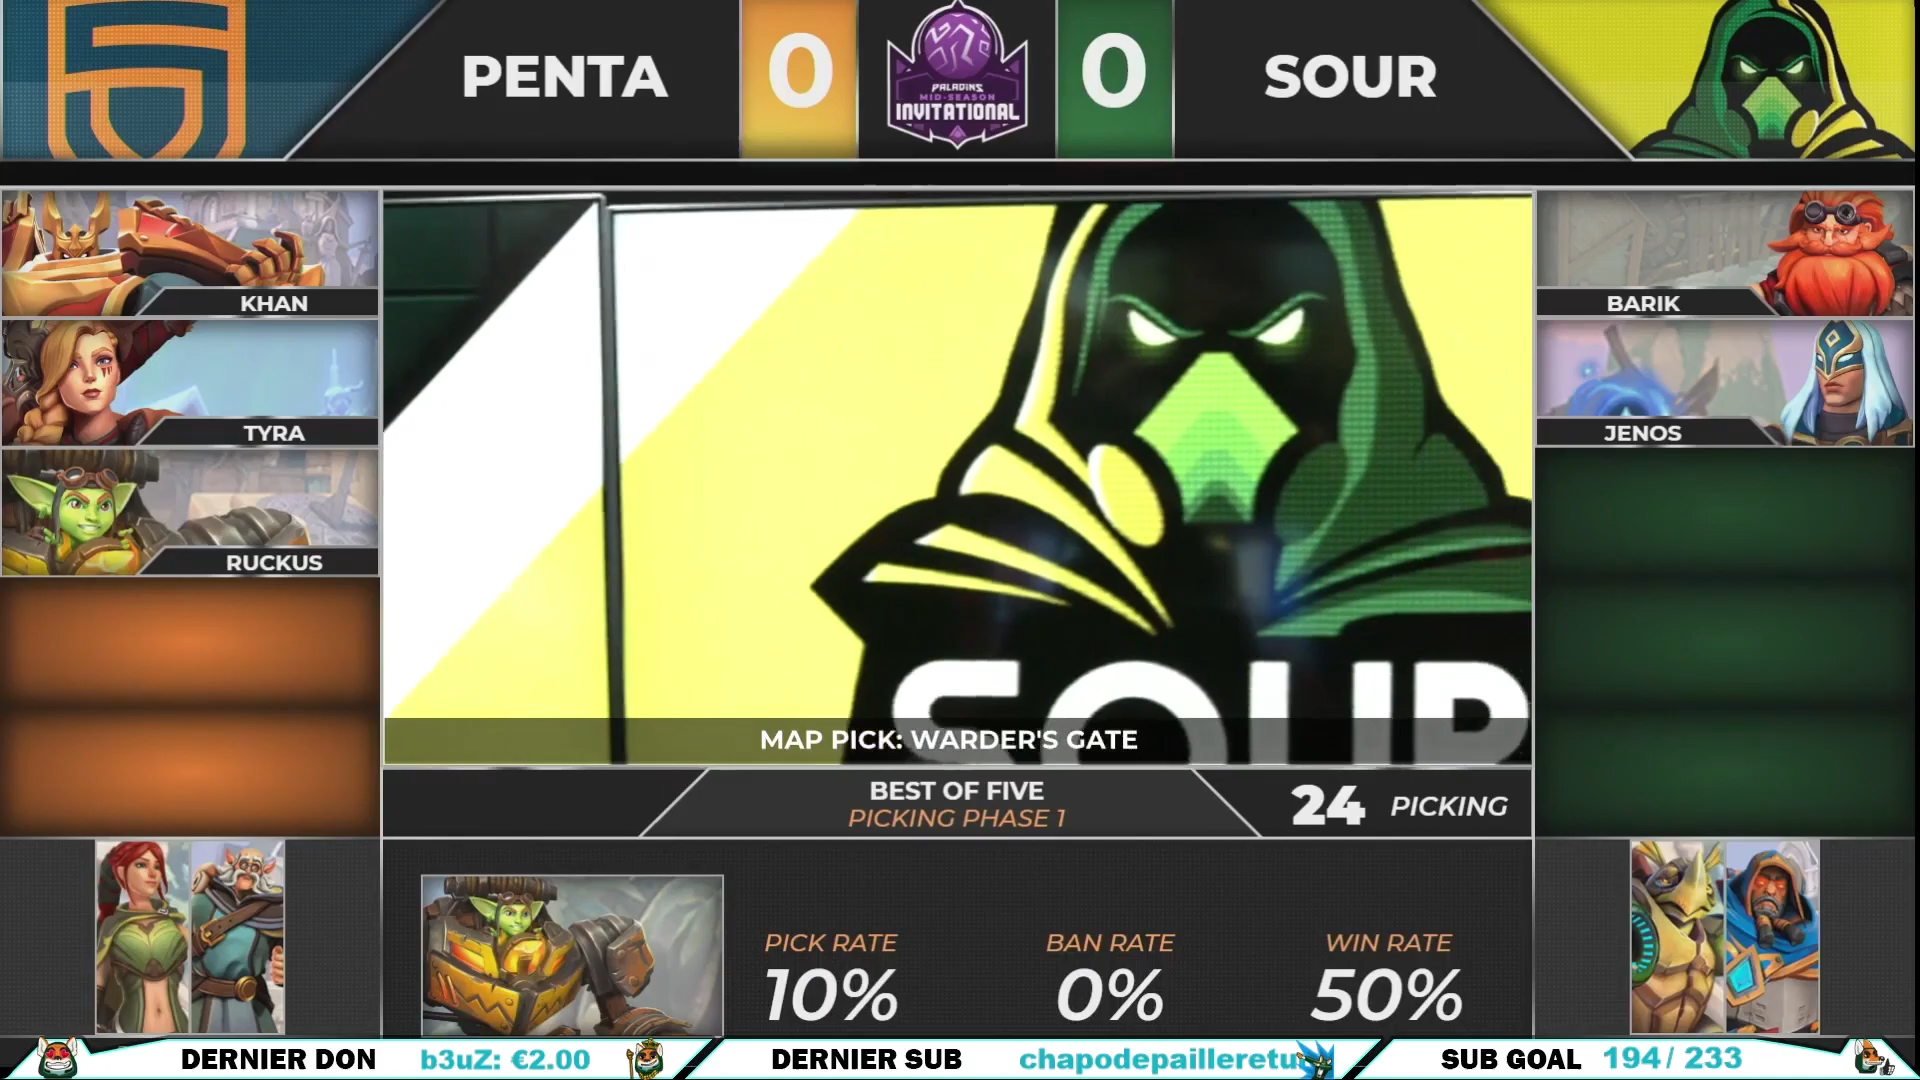 PENTA
0
PALADINS
MID-SEASON
INVITATIONAL
0
SOUR
KHAN
TYRA
RUCKUS
BARIK
JENOS
SOUR
MAP PICK: WARDER'S GATE
BEST OF FIVE
PICKING PHASE 1
24 PICKING
PICK RATE
10%
BAN RATE
0%
WIN RATE
50%
DERNIER DON b3uZ: €2.00
DERNIER SUB chapodepailleretu
SUB GOAL 194 / 233